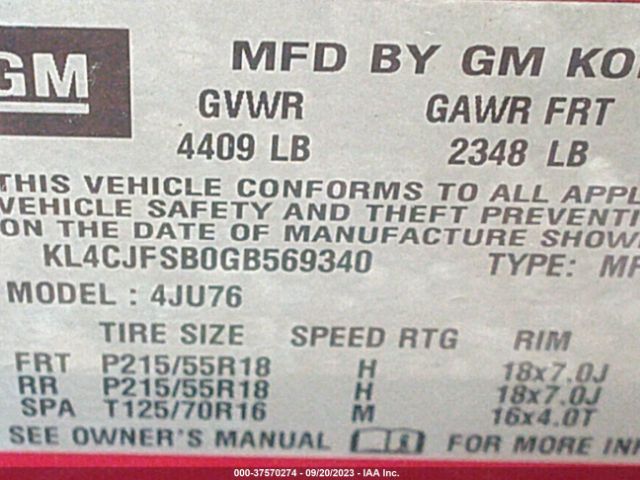 GM
MFD BY GM KO
GVWR GAWR FRT
4409 LB 2348 LB
THIS VEHICLE CONFORMS TO ALL APPL
VEHICLE SAFETY AND THEFT PREVENTI
ON THE DATE OF MANUFACTURE SHOW
KL4CJFSB0GB569340 TYPE: MP
MODEL : 4JU76
TIRE SIZE SPEED RTG RIM
FRT P215/55R18 H 18x7.0J
RR P215/55R18 H 18x7.0J
SPA T125/70R16 M 16x4.0T
SEE OWNER'S MANUAL FOR MORE INF
000-37570274 - 09/20/2023 - IAA Inc.